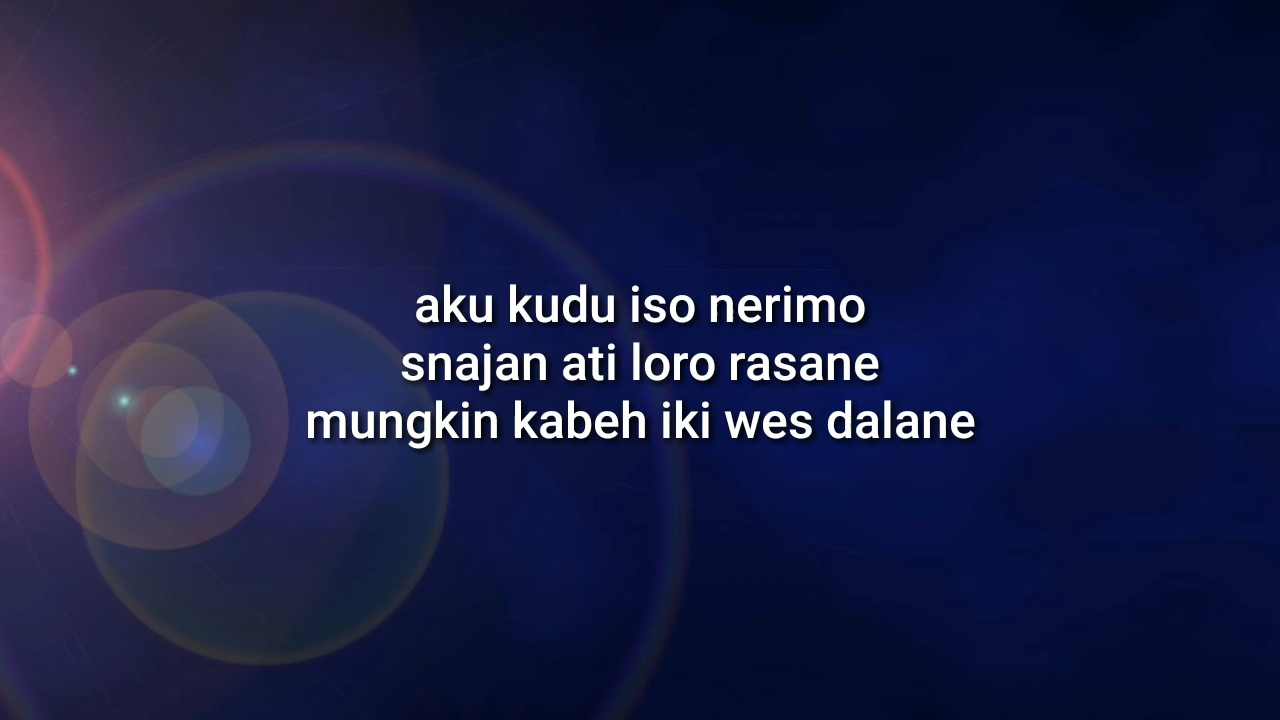 aku kudu iso nerimo
snajan ati loro rasane
mungkin kabeh iki wes dalane